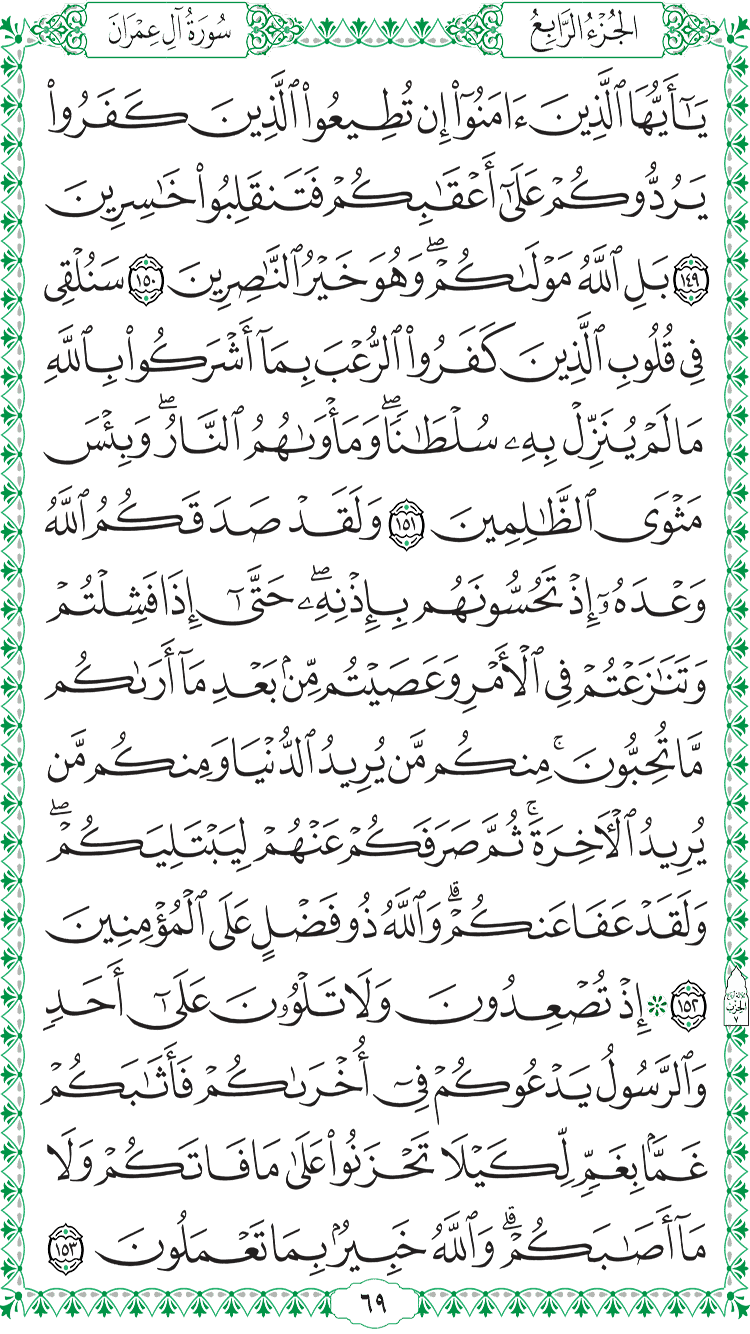 الجُزْءُ الرَّابِعُ
سُورَةُ آلِ عِمْرَانَ
يَـٰٓأَيُّهَا ٱلَّذِينَ ءَامَنُوٓا۟ إِن تُطِيعُوا۟ ٱلَّذِينَ كَفَرُوا۟
يَرُدُّوكُمْ عَلَىٰٓ أَعْقَـٰبِكُمْ فَتَنقَلِبُوا۟ خَـٰسِرِينَ
١٤٩ بَلِ ٱللَّهُ مَوْلَىٰكُمْ ۖ وَهُوَ خَيْرُ ٱلنَّـٰصِرِينَ ١٥٠ سَنُلْقِى
فِى قُلُوبِ ٱلَّذِينَ كَفَرُوا۟ ٱلرُّعْبَ بِمَآ أَشْرَكُوا۟ بِٱللَّهِ
مَا لَمْ يُنَزِّلْ بِهِۦ سُلْطَـٰنًا ۖ وَمَأْوَىٰهُمُ ٱلنَّارُ ۖ وَبِئْسَ
مَثْوَى ٱلظَّـٰلِمِينَ ١٥١ وَلَقَدْ صَدَقَكُمُ ٱللَّهُ
وَعْدَهُۥٓ إِذْ تَحُسُّونَهُم بِإِذْنِهِۦ ۖ حَتَّىٰٓ إِذَا فَشِلْتُمْ
وَتَنَـٰزَعْتُمْ فِى ٱلْأَمْرِ وَعَصَيْتُم مِّنۢ بَعْدِ مَآ أَرَىٰكُم
مَّا تُحِبُّونَ ۚ مِنكُم مَّن يُرِيدُ ٱلدُّنْيَا وَمِنكُم مَّن
يُرِيدُ ٱلْـَٔاخِرَةَ ۚ ثُمَّ صَرَفَكُمْ عَنْهُمْ لِيَبْتَلِيَكُمْ ۖ
وَلَقَدْ عَفَا عَنكُمْ ۗ وَٱللَّهُ ذُو فَضْلٍ عَلَى ٱلْمُؤْمِنِينَ
١٥٢ * إِذْ تُصْعِدُونَ وَلَا تَلْوُۥنَ عَلَىٰٓ أَحَدٍ
وَٱلرَّسُولُ يَدْعُوكُمْ فِىٓ أُخْرَىٰكُمْ فَأَثَـٰبَكُمْ
غَمًّۢا بِغَمٍّ لِّكَيْلَا تَحْزَنُوا۟ عَلَىٰ مَا فَاتَكُمْ وَلَا
مَآ أَصَـٰبَكُمْ ۗ وَٱللَّهُ خَبِيرٌۢ بِمَا تَعْمَلُونَ ١٥٣
الحِزْب
٧
٦٩